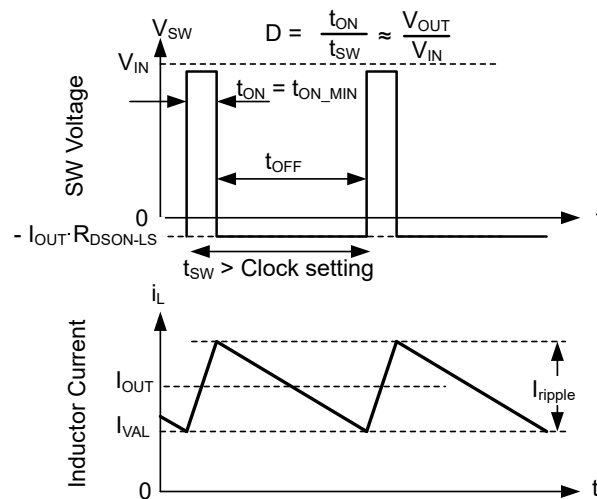 V_SW
D = t_ON / t_SW ≈ V_OUT / V_IN
V_IN
t_ON = t_ON_MIN
SW Voltage
t_OFF
0
t
- I_OUT·R_DSON-LS
t_SW > Clock setting
i_L
Inductor Current
I_OUT
I_ripple
I_VAL
0
t